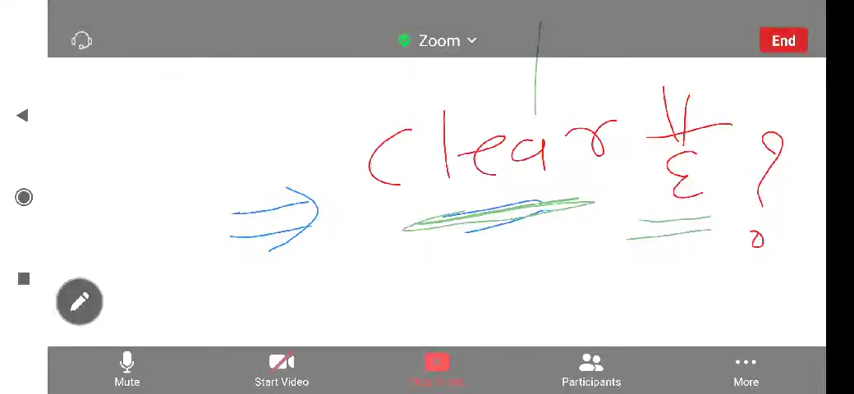 Zoom
End
clear है ?
Mute
Start Video
Participants
More